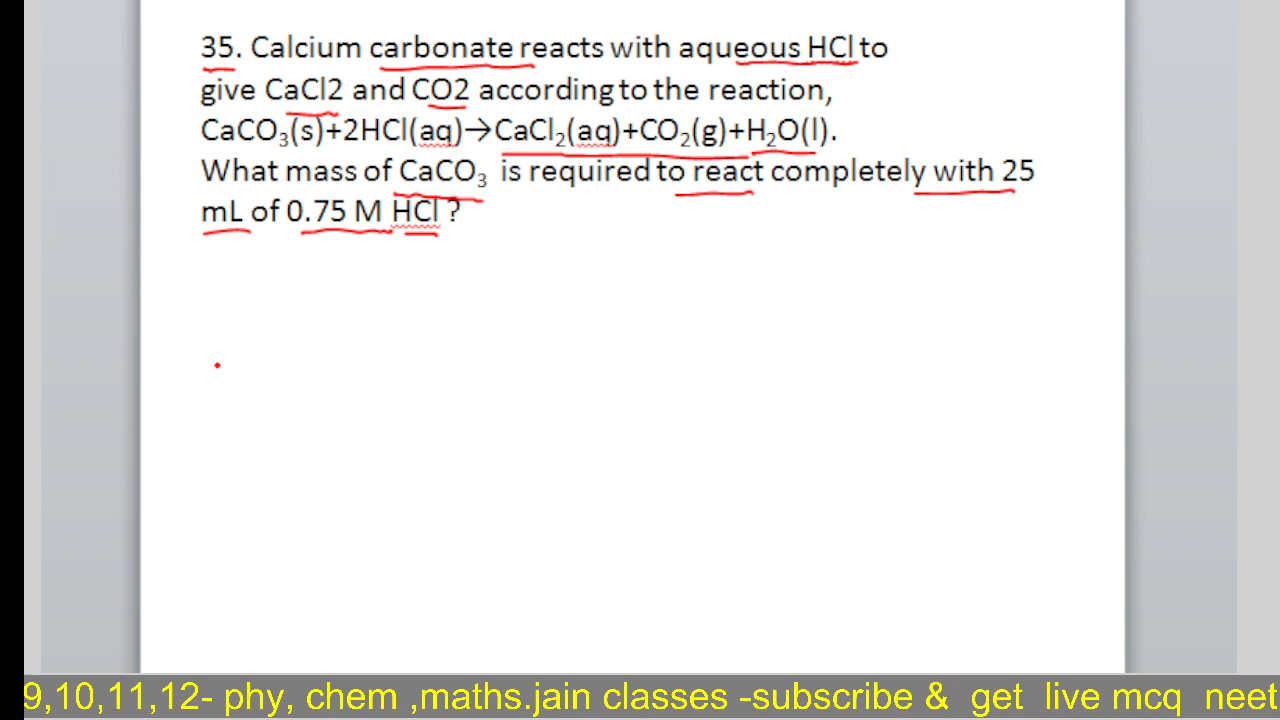 35. Calcium carbonate reacts with aqueous HCl to
give CaCl2 and CO2 according to the reaction,
CaCO₃(s)+2HCl(aq)→CaCl₂(aq)+CO₂(g)+H₂O(l).
What mass of CaCO₃ is required to react completely with 25
mL of 0.75 M HCl ?
9,10,11,12- phy, chem ,maths.jain classes -subscribe & get live mcq neet